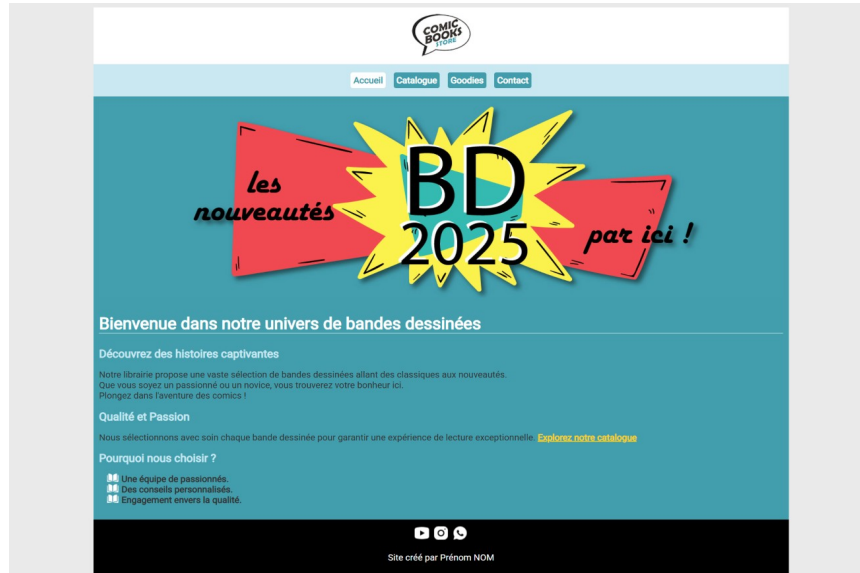 COMIC
BOOKS
STORE
Accueil Catalogue Goodies Contact
les
nouveautés
BD
2025
par ici !
Bienvenue dans notre univers de bandes dessinées
Découvrez des histoires captivantes
Notre librairie propose une vaste sélection de bandes dessinées allant des classiques aux nouveautés.
Que vous soyez un passionné ou un novice, vous trouverez votre bonheur ici.
Plongez dans l'aventure des comics !
Qualité et Passion
Nous sélectionnons avec soin chaque bande dessinée pour garantir une expérience de lecture exceptionnelle. Explorez notre catalogue
Pourquoi nous choisir ?
Une équipe de passionnés.
Des conseils personnalisés.
Engagement envers la qualité.
Site créé par Prénom NOM